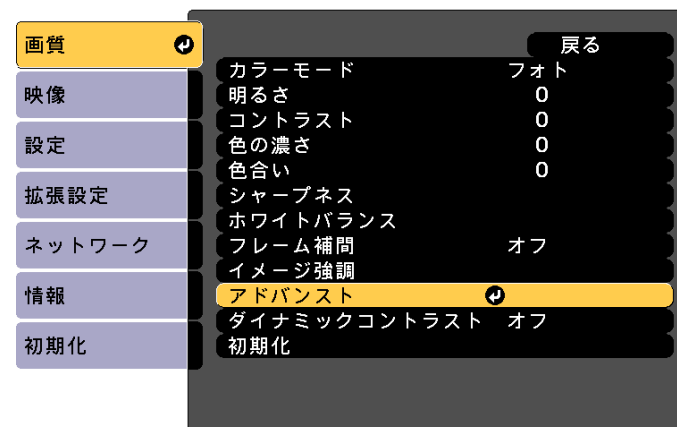 画質
映像
設定
拡張設定
ネットワーク
情報
初期化
戻る
カラーモード フォト
明るさ 0
コントラスト 0
色の濃さ 0
色合い 0
シャープネス
ホワイトバランス
フレーム補間 オフ
イメージ強調
アドバンスト
ダイナミックコントラスト オフ
初期化